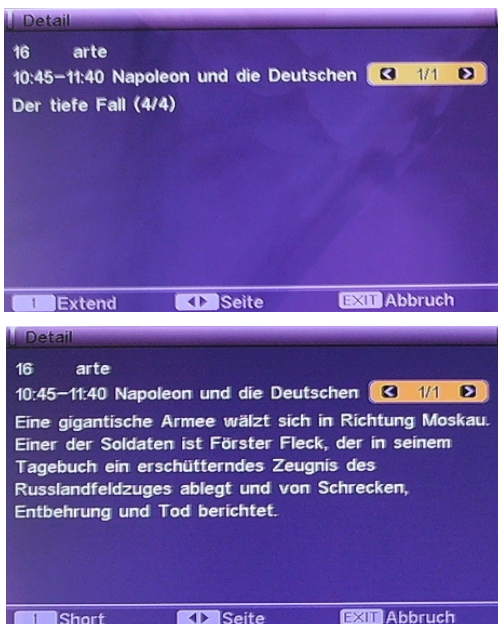 Detail
16 arte
10:45-11:40 Napoleon und die Deutschen 1/1
Der tiefe Fall (4/4)
1 Extend Seite EXIT Abbruch
Detail
16 arte
10:45-11:40 Napoleon und die Deutschen 1/1
Eine gigantische Armee wälzt sich in Richtung Moskau.
Einer der Soldaten ist Förster Fleck, der in seinem
Tagebuch ein erschütterndes Zeugnis des
Russlandfeldzuges ablegt und von Schrecken,
Entbehrung und Tod berichtet.
1 Short Seite EXIT Abbruch